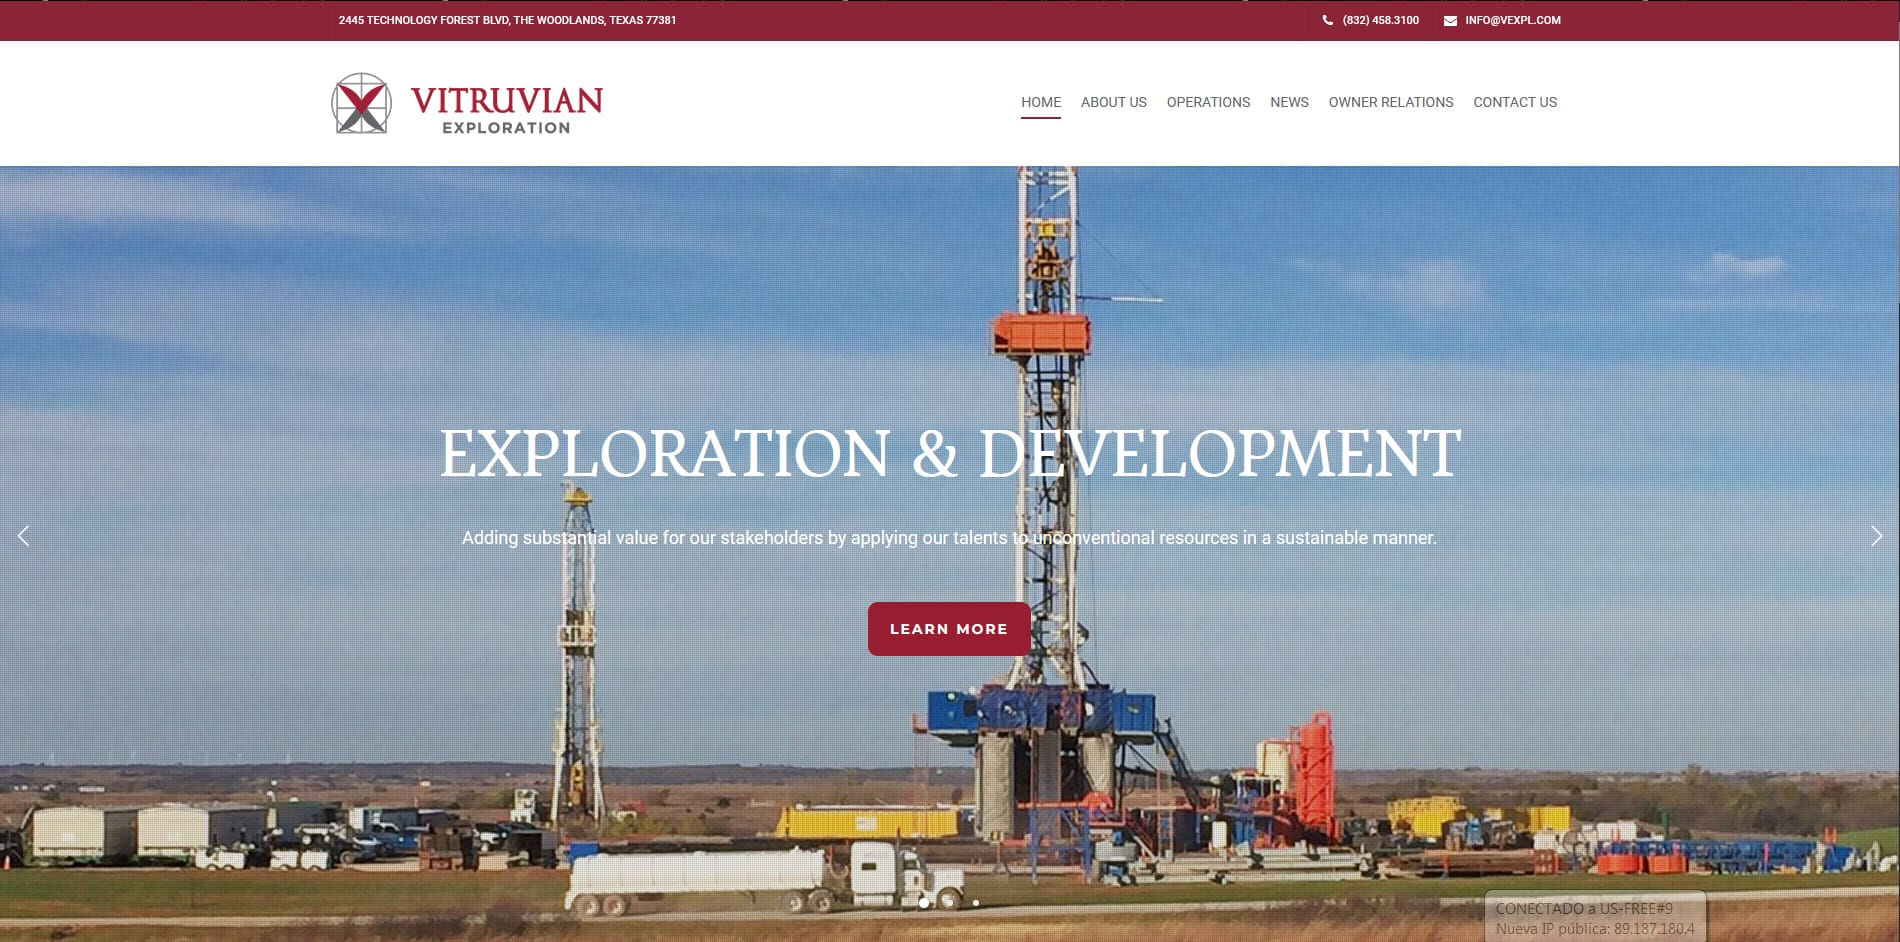 2445 TECHNOLOGY FOREST BLVD, THE WOODLANDS, TEXAS 77381
(832) 458.3100
INFO@VEXPL.COM
VITRUVIAN
EXPLORATION
HOME ABOUT US OPERATIONS NEWS OWNER RELATIONS CONTACT US
EXPLORATION & DEVELOPMENT
Adding substantial value for our stakeholders by applying our talents to unconventional resources in a sustainable manner.
LEARN MORE
CONECTADO a US-FREE#9
Nueva IP pública: 89.187.180.4